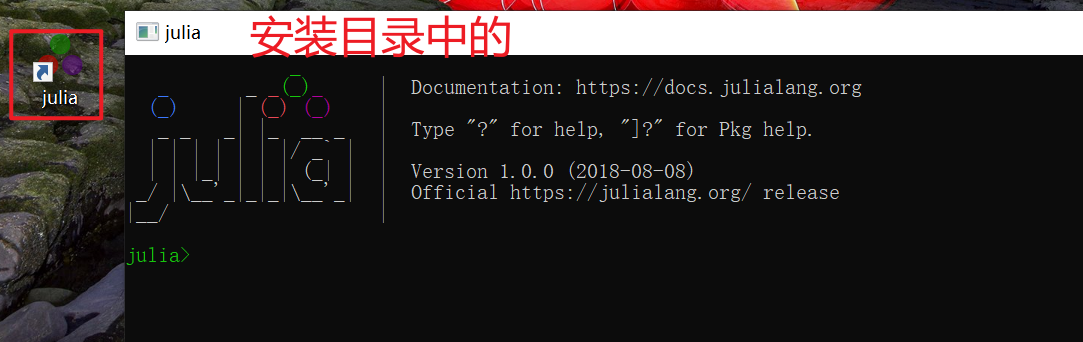 julia
安装目录中的
julia
Documentation: https://docs.julialang.org
Type "?" for help, "]?" for Pkg help.
Version 1.0.0 (2018-08-08)
Official https://julialang.org/ release
julia>